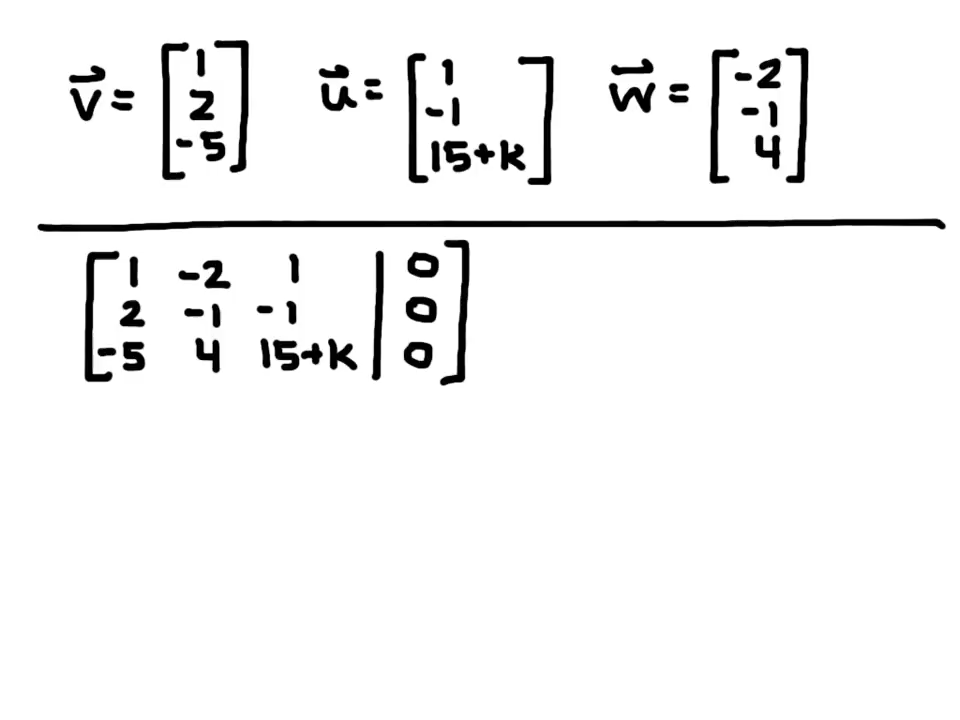 v⃗ = [1 2 -5] u⃗ = [1 -1 15+k] w⃗ = [-2 -1 4]
1 -2 1 | 0
2 -1 -1 | 0
-5 4 15+k | 0